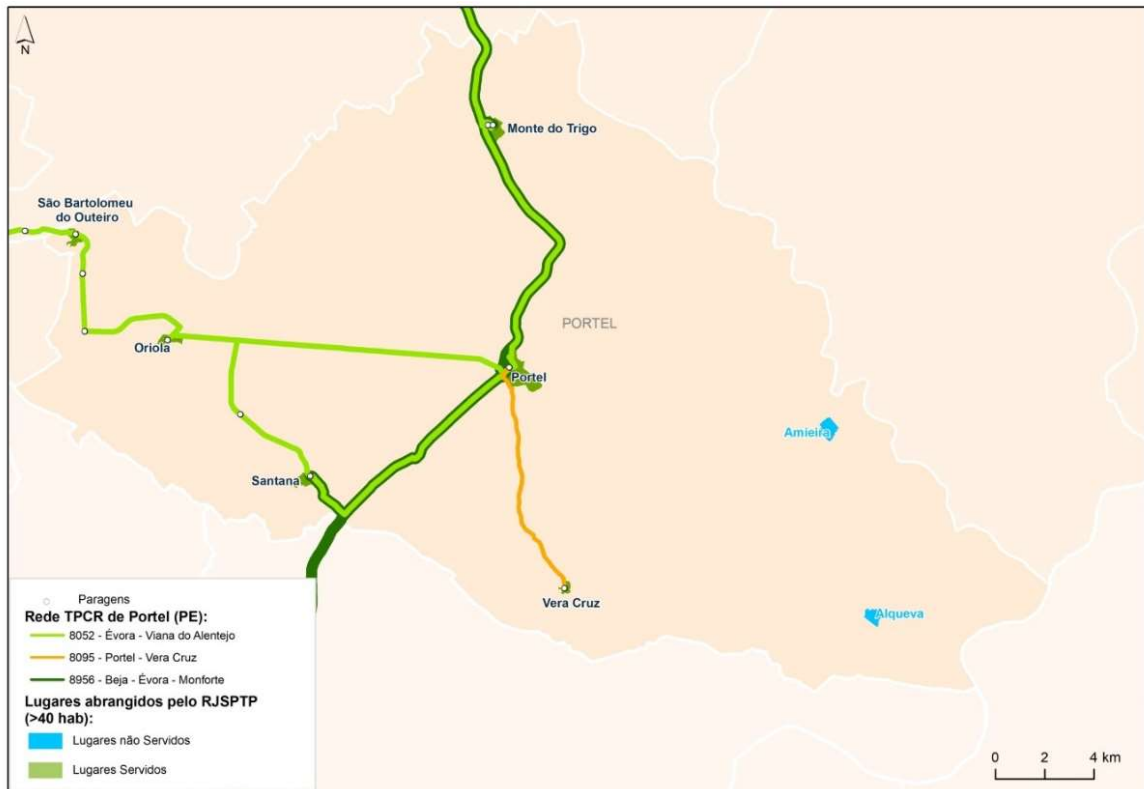 N
Monte do Trigo
São Bartolomeu
do Outeiro
PORTEL
Oriola
Portel
Amieira
Santana
Vera Cruz
Alqueva
Paragens
Rede TPCR de Portel (PE):
8052 - Évora - Viana do Alentejo
8095 - Portel - Vera Cruz
8956 - Beja - Évora - Monforte
Lugares abrangidos pelo RJSPTP
(>40 hab):
Lugares não Servidos
Lugares Servidos
0 2 4 km